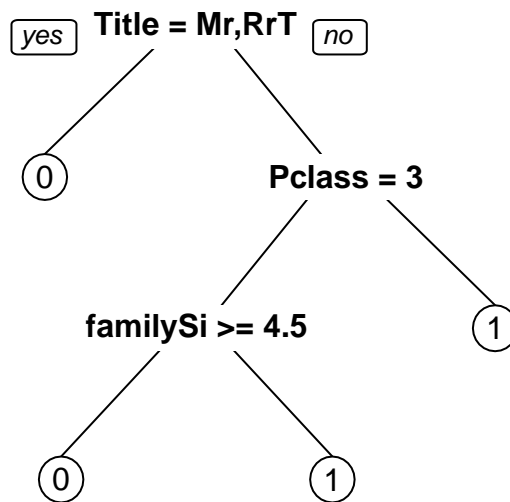 yes Title = Mr,RrT no
0 Pclass = 3
familySi >= 4.5 1
0 1